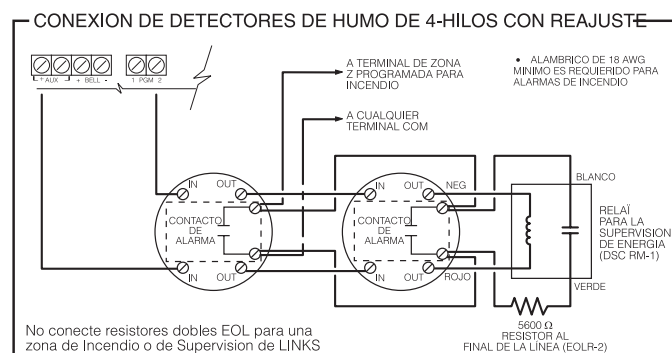 CONEXION DE DETECTORES DE HUMO DE 4-HILOS CON REAJUSTE
+ AUX - + BELL - 1 PGM 2
A TERMINAL DE ZONA
Z PROGRAMADA PARA
INCENDIO
• ALAMBRICO DE 18 AWG
MINIMO ES REQUIERIDO PARA
ALARMAS DE INCENDIO
A CUALQUIER
TERMINAL COM
IN OUT IN OUT NEG
BLANCO
CONTACTO
DE
ALARMA
CONTACTO
DE
ALARMA
RELAÏ
PARA LA
SUPERVISION
DE ENERGIA
(DSC RM-1)
IN OUT IN OUT ROJO
VERDE
5600 Ω
RESISTOR AL
FINAL DE LA LÍNEA (EOLR-2)
No conecte resistores dobles EOL para una
zona de Incendio o de Supervision de LINKS